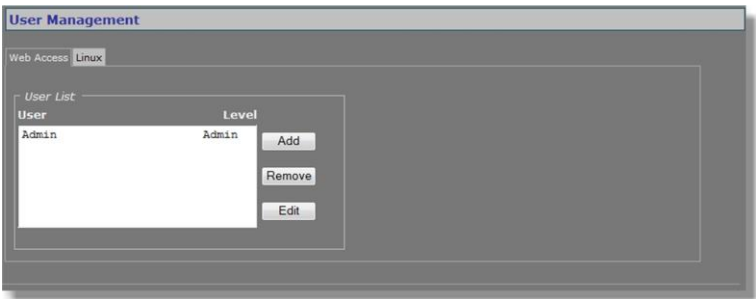 User Management
Web Access Linux
User List
User Level
Admin Admin
Add
Remove
Edit